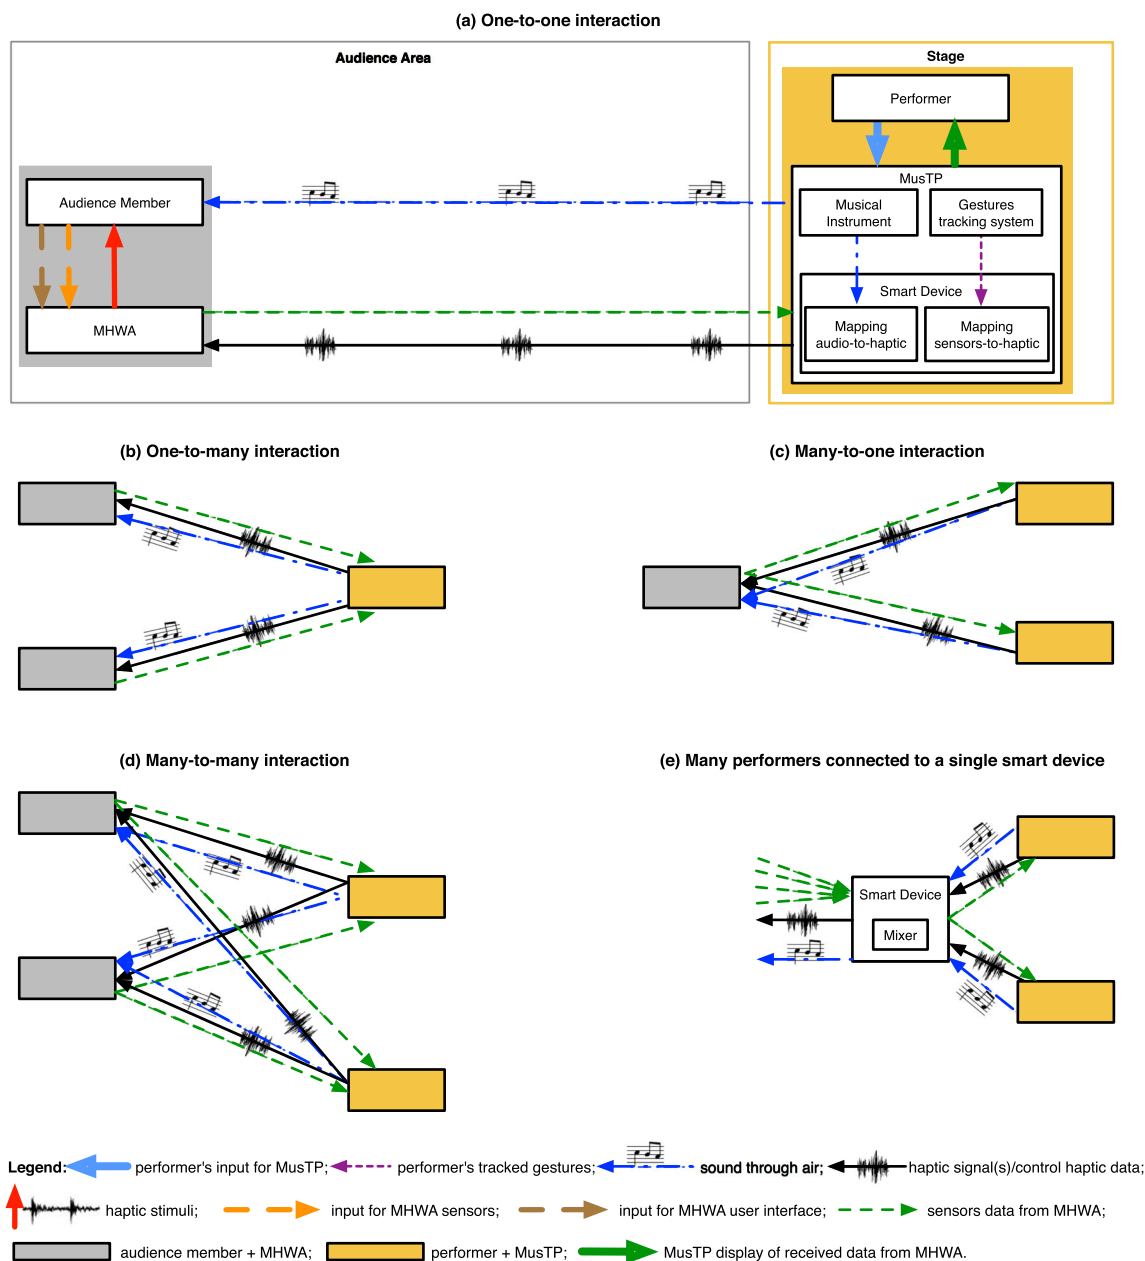 (a) One-to-one interaction
Audience Area
Stage
Performer
MusTP
Audience Member
Musical
Instrument
Gestures
tracking system
Smart Device
MHWA
Mapping
audio-to-haptic
Mapping
sensors-to-haptic
(b) One-to-many interaction
(c) Many-to-one interaction
(d) Many-to-many interaction
(e) Many performers connected to a single smart device
Smart Device
Mixer
Legend: performer's input for MusTP; performer's tracked gestures; sound through air; haptic signal(s)/control haptic data;
haptic stimuli; input for MHWA sensors; input for MHWA user interface; sensors data from MHWA;
audience member + MHWA; performer + MusTP; MusTP display of received data from MHWA.